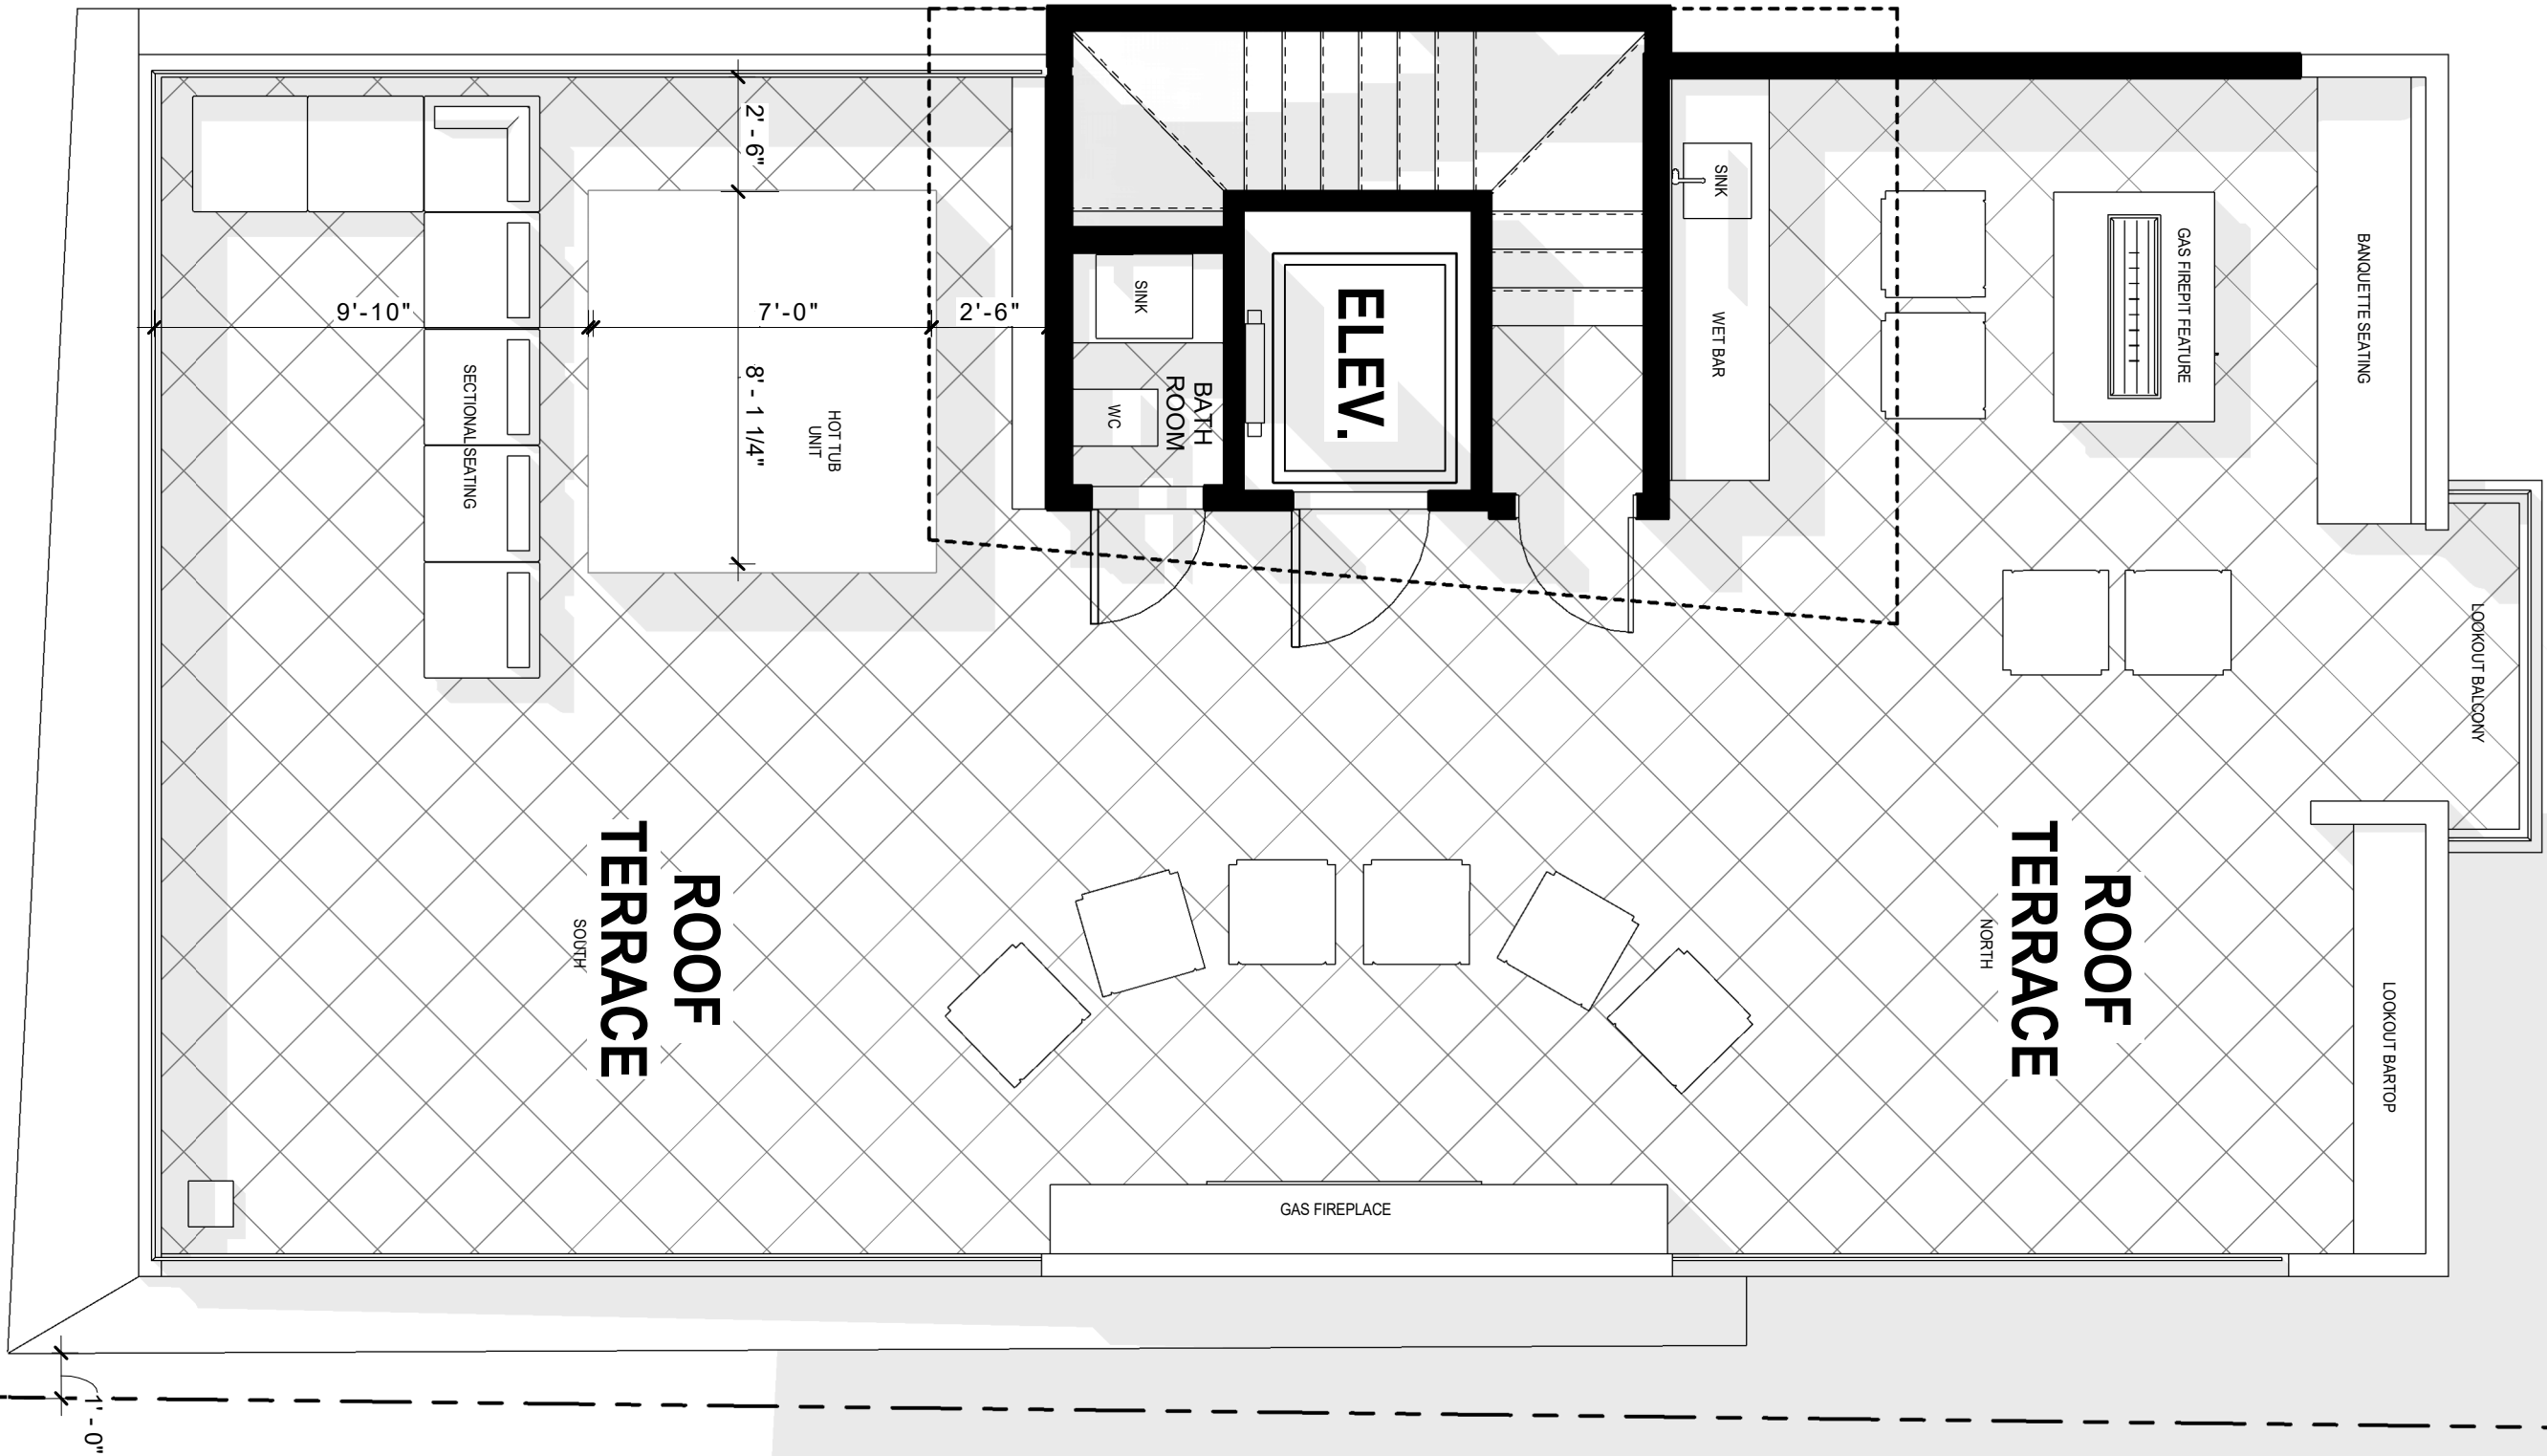 2' - 6"
9'-10"
7'-0"
2'-6"
8' - 1 1/4"
HOT TUB
UNIT
SECTIONAL SEATING
SINK
WC
BATH
ROOM
ELEV.
SINK
WET BAR
GAS FIREPIT FEATURE
BANQUETTE SEATING
LOOKOUT BALCONY
LOOKOUT BARTOP
ROOF
TERRACE
SOUTH
ROOF
TERRACE
NORTH
GAS FIREPLACE
1' - 0"